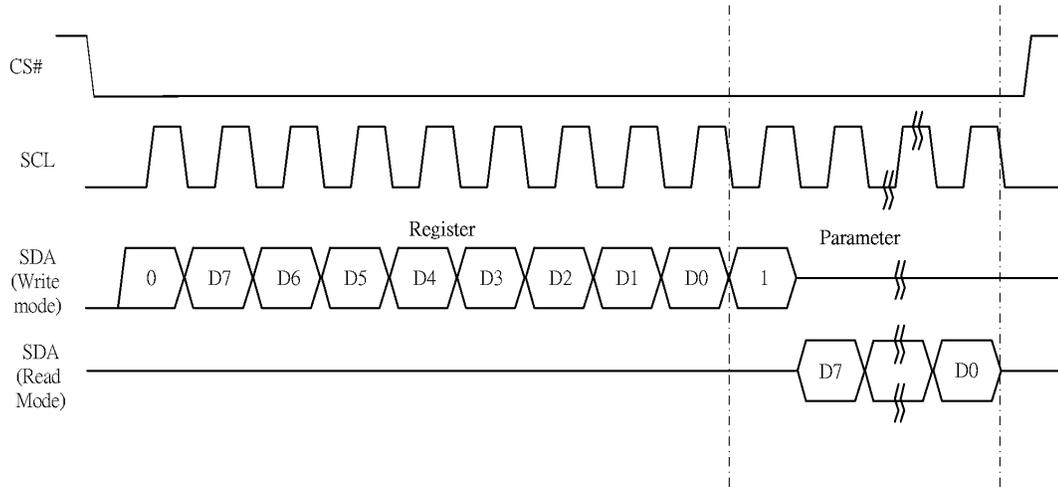 CS#
SCL
Register
Parameter
SDA
(Write
mode)
0 D7 D6 D5 D4 D3 D2 D1 D0 1
SDA
(Read
Mode)
D7 D0